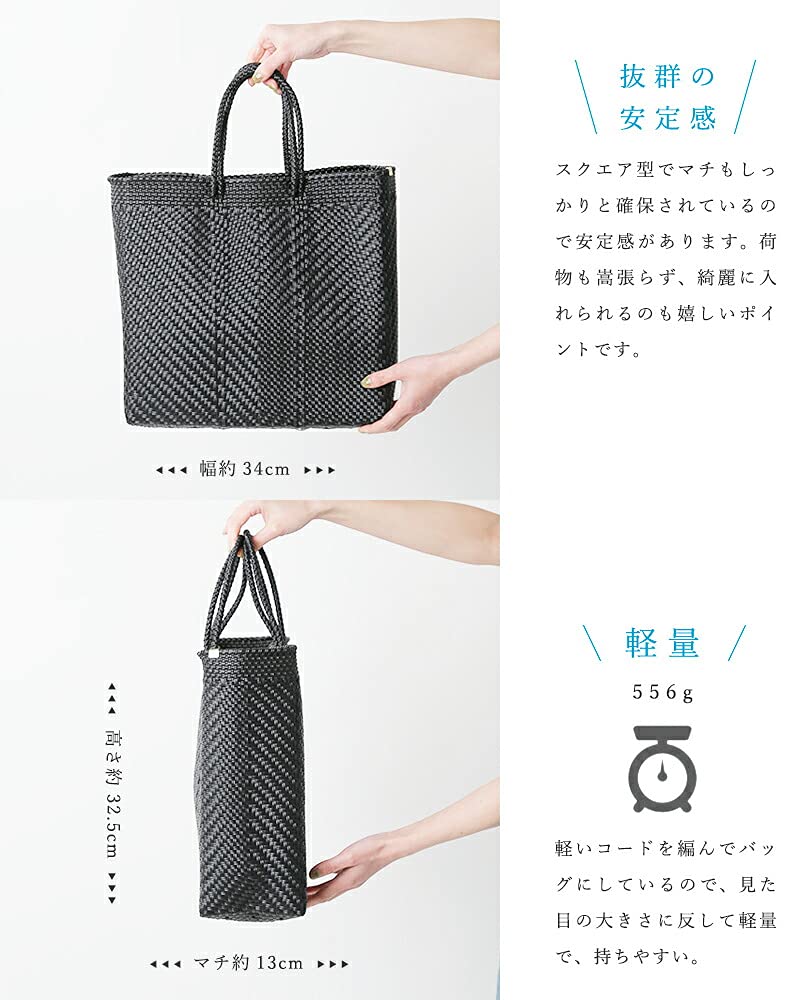 抜群の
安定感
スクエア型でマチもしっ
かりと確保されているの
で安定感があります。荷
物も嵩張らず、綺麗に入
れられるのも嬉しいポイ
ントです。
◀◀◀ 幅約 34cm ▶▶▶
軽量
556g
軽いコードを編んでバッ
グにしているので、見た
目の大きさに反して軽量
で、持ちやすい。
◀◀◀ 高さ約 32.5cm ▶▶▶
◀◀◀ マチ約 13cm ▶▶▶